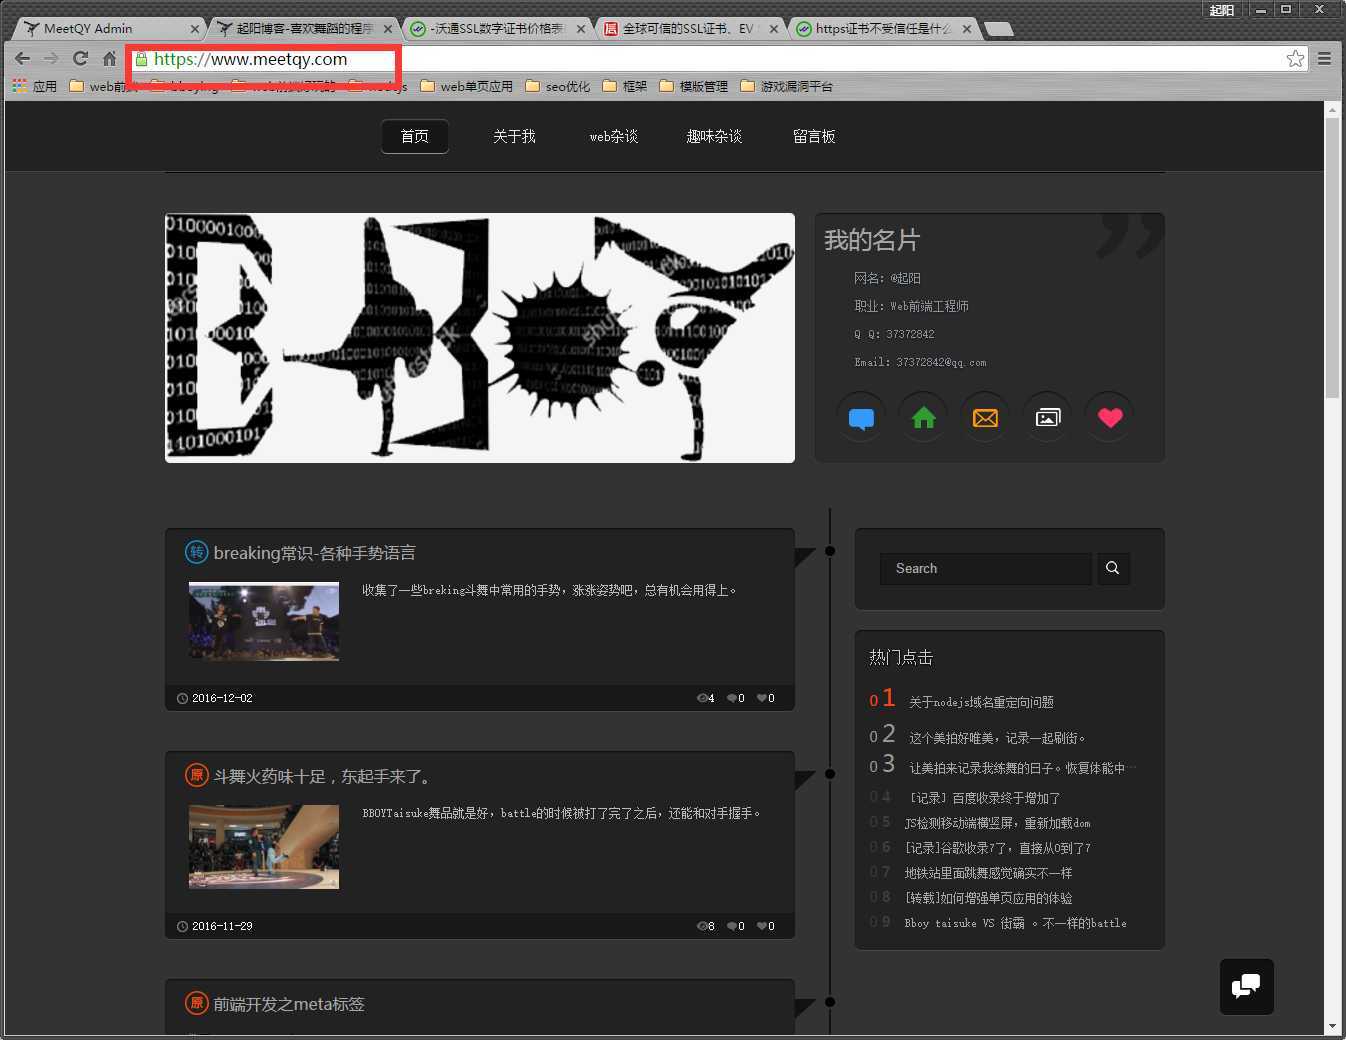 起阳
MeetQY Admin
起阳博客-喜欢舞蹈的程序
-沃通SSL数字证书价格表
全球可信的SSL证书、EV
https证书不受信任是什么
https://www.meetqy.com
应用
web单页应用
seo优化
框架
模版管理
游戏漏洞平台
首页
关于我
web杂谈
趣味杂谈
留言板
我的名片
网名: @起阳
职业: Web前端工程师
Q Q: 37372842
Email: 37372842@qq.com
转 breaking常识-各种手势语言
收集了一些breking斗舞中常用的手势，涨涨姿势吧，总有机会用得上。
2016-12-02
4 0 0
原 斗舞火药味十足，东起手来了。
BBOYTaisuke舞品就是好，battle的时候被打了完了之后，还能和对手握手。
2016-11-29
8 0 0
原 前端开发之meta标签
Search
热门点击
01 关于nodejs域名重定向问题
02 这个美拍好唯美，记录一起刷街。
03 让美拍来记录我练舞的日子。恢复体能中…
04 [记录] 百度收录终于增加了
05 JS检测移动端横竖屏，重新加载dom
06 [记录]谷歌收录7了，直接从0到了7
07 地铁站里面跳舞感觉确实不一样
08 [转载]如何增强单页应用的体验
09 Bboy taisuke VS 街霸 。不一样的battle